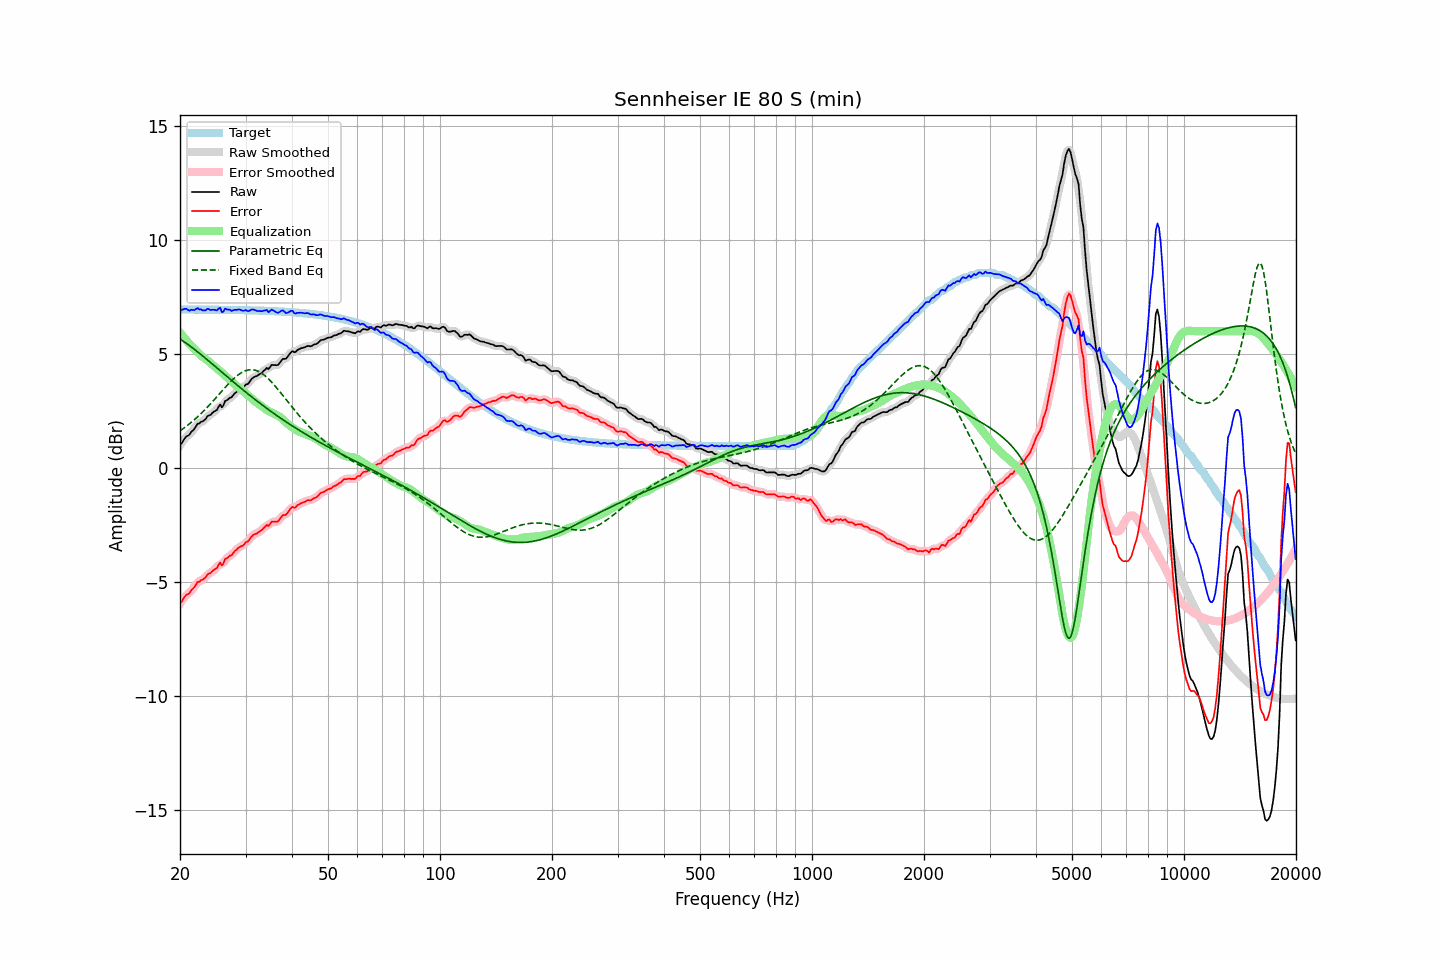 Sennheiser IE 80 S (min)
Target
Raw Smoothed
Error Smoothed
Raw
Error
Equalization
Parametric Eq
Fixed Band Eq
Equalized
15
10
5
0
−5
−10
−15
Amplitude (dBr)
20 50 100 200 500 1000 2000 5000 10000 20000
Frequency (Hz)